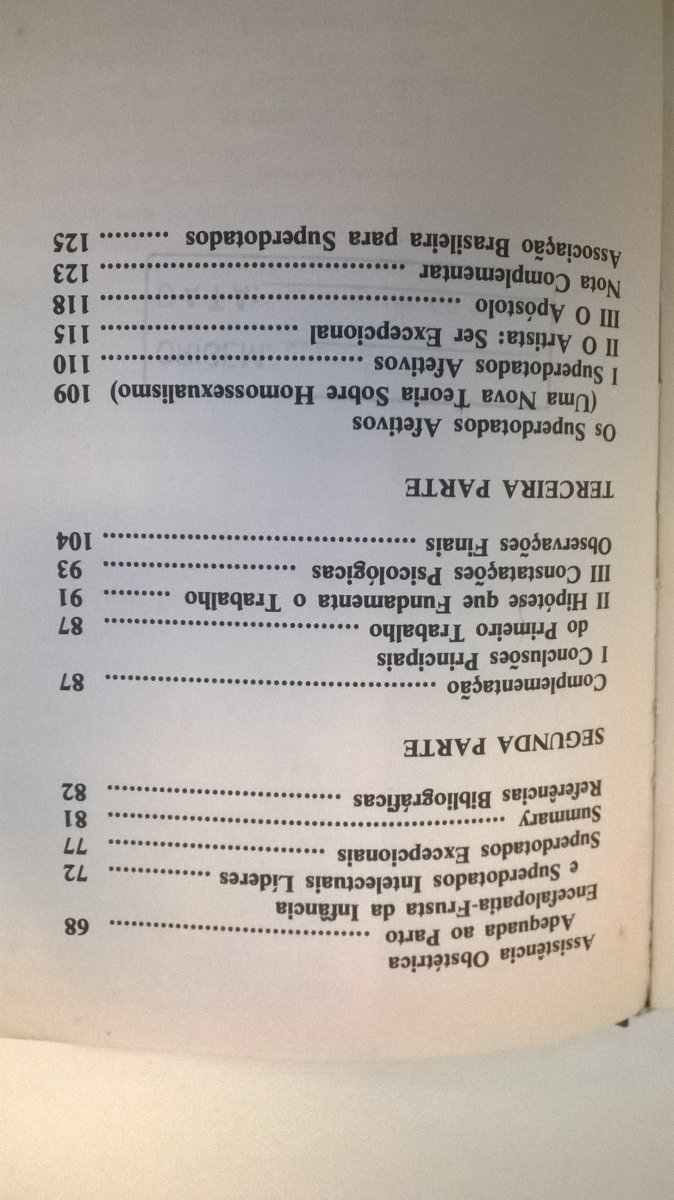 Assistência Obstétrica
Adequada ao Parto .................................. 68
Encefalopatia-Frusta da Infância
e Superdotados Intelectuais Líderes .............. 72
Superdotados Excepcionais ............................. 77
Summary .................................................... 81
Referências Bibliográficas ................................ 82
SEGUNDA PARTE
Complementação ............................................ 87
I Conclusões Principais
do Primeiro Trabalho .................................. 87
II Hipótese que Fundamenta o Trabalho ......... 91
III Constatações Psicológicas .......................... 93
Observações Finais .......................................... 104
TERCEIRA PARTE
Os Superdotados Afetivos
(Uma Nova Teoria Sobre Homossexualismo) 109
I Superdotados Afetivos ................................... 110
II O Artista: Ser Excepcional .......................... 115
III O Apóstolo ................................................ 118
Nota Complementar ........................................ 123
Associação Brasileira para Superdotados ......... 125